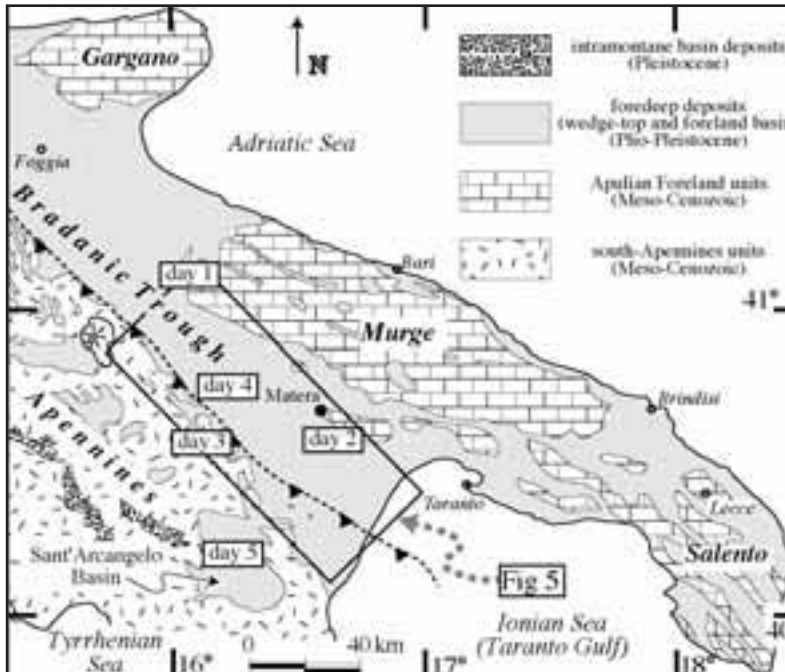 Gargano
N
intramontane basin deposits
(Pleistocene)
foredeep deposits
(wedge-top and foreland basin
(Plio-Pleistocene)
Foggia
Adriatic Sea
Apulian Foreland units
(Meso-Cenozoic)
Bradanic Trough
south-Apennines units
(Meso-Cenozoic)
day 1
Bari
41°
Murge
day 4
Matera
Brindisi
Apennines
day 3
day 2
Taranto
Lecce
day 5
Sant'Arcangelo
Basin
Salento
Fig 5
Ionian Sea
(Taranto Gulf)
40
Tyrrhenian
Sea
16°
0
40 km
17°
18°